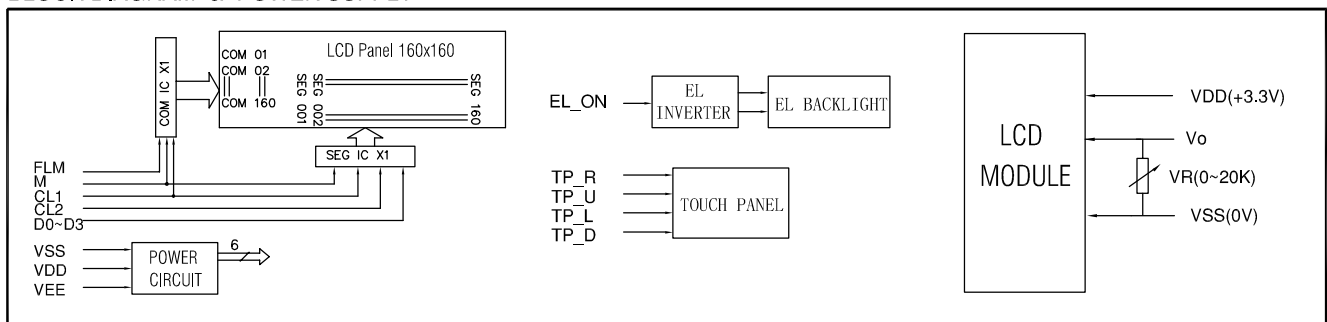 COM IC X1
COM 01
COM 02
COM 160
LCD Panel 160x160
SEG 001
SEG 002
SEG 160
SEG IC X1
FLM
M
CL1
CL2
D0~D3
VSS
VDD
VEE
POWER
CIRCUIT
6
EL_ON
EL
INVERTER
EL BACKLIGHT
TP_R
TP_U
TP_L
TP_D
TOUCH PANEL
LCD
MODULE
VDD(+3.3V)
Vo
VR(0~20K)
VSS(0V)